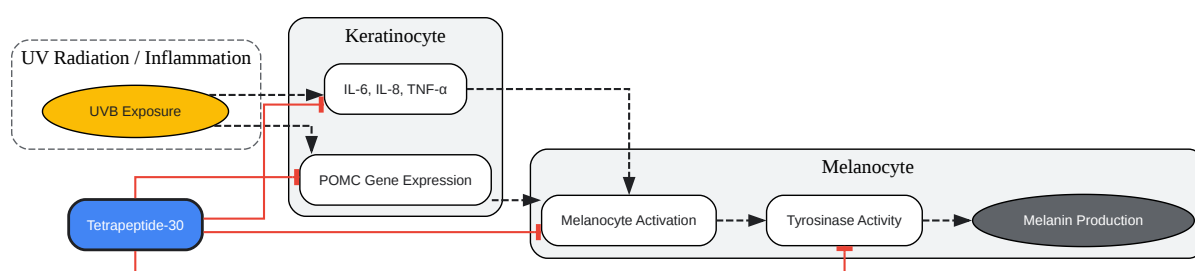 Keratinocyte
UV Radiation / Inflammation
IL-6, IL-8, TNF-α
UVB Exposure
Melanocyte
POMC Gene Expression
Tetrapeptide-30
Melanocyte Activation
Tyrosinase Activity
Melanin Production